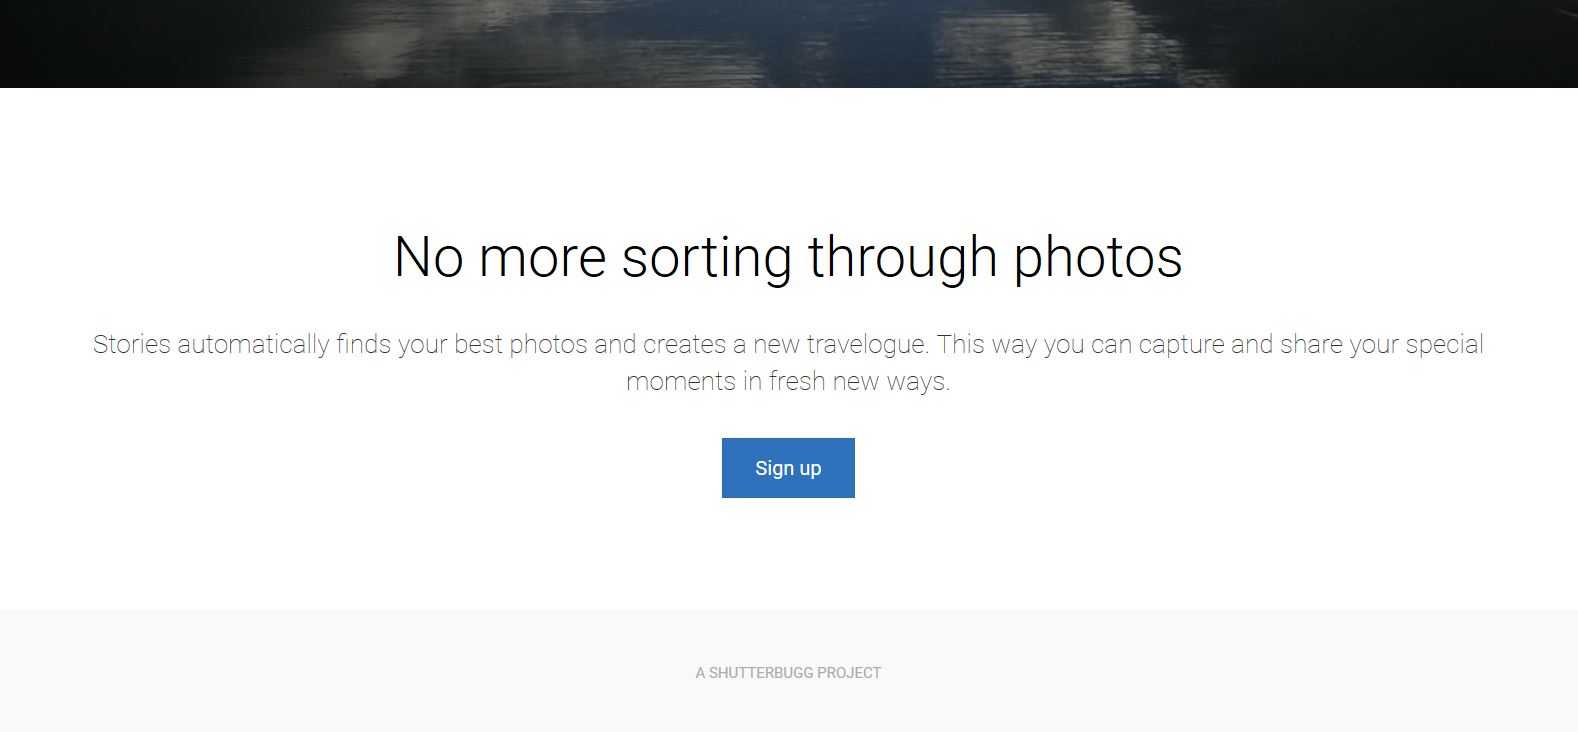 No more sorting through photos
Stories automatically finds your best photos and creates a new travelogue. This way you can capture and share your special
moments in fresh new ways.
Sign up
A SHUTTERBUGG PROJECT